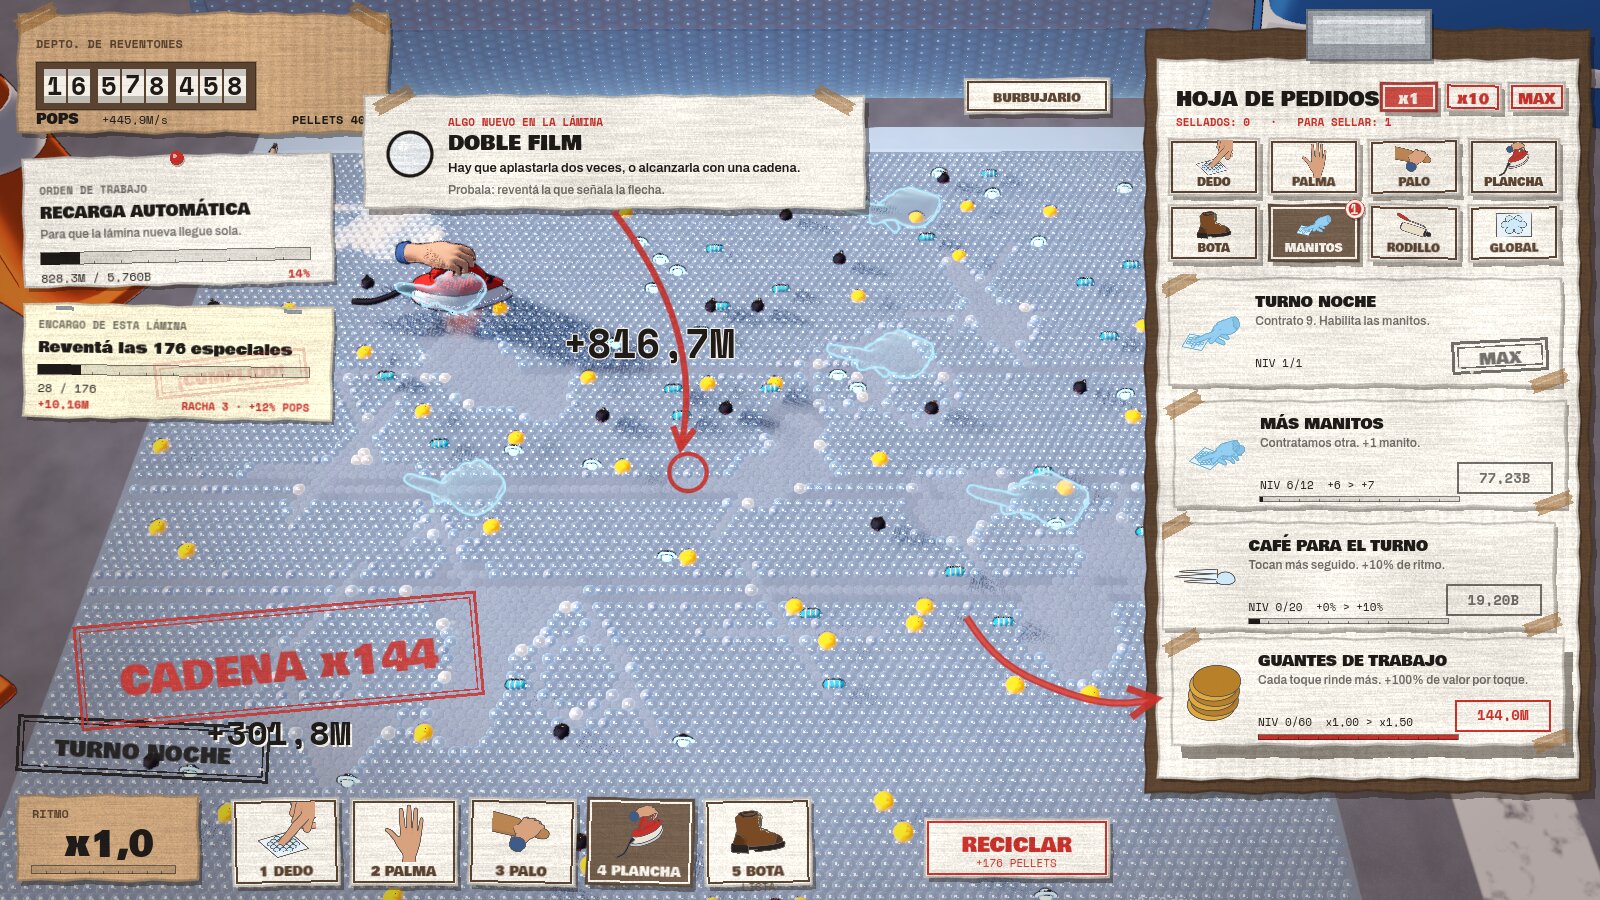 DEPTO. DE REVENTONES
16 578 458
POPS +445,9M/s PELLETS 40
ORDEN DE TRABAJO
RECARGA AUTOMÁTICA
Para que la lámina nueva llegue sola.
828.3M / 5.760B 14%
ENCARGO DE ESTA LÁMINA
Reventá las 176 especiales
28 / 176
+10,16M RACHA 3 · +12% POPS
ALGO NUEVO EN LA LÁMINA
DOBLE FILM
Hay que aplastarla dos veces, o alcanzarla con una cadena.
Probala: reventá la que señala la flecha.
BURBUJARIO
+816,7M
CADENA x144
+301,8M
TURNO NOCHE
RITMO
x1,0
1 DEDO
2 PALMA
3 PALO
4 PLANCHA
5 BOTA
RECICLAR
+176 PELLETS
HOJA DE PEDIDOS x1 x10 MAX
SELLADOS: 0 · PARA SELLAR: 1
DEDO PALMA PALO PLANCHA
BOTA MANITOS 1 RODILLO GLOBAL
TURNO NOCHE
Contrato 9. Habilita las manitos.
NIV 1/1 MAX
MÁS MANITOS
Contratamos otra. +1 manito.
NIV 6/12 +6 > +7 77,23B
CAFÉ PARA EL TURNO
Tocan más seguido. +10% de ritmo.
NIV 0/20 +0% > +10% 19,20B
GUANTES DE TRABAJO
Cada toque rinde más. +100% de valor por toque.
NIV 0/60 x1,00 > x1,50 144,0M